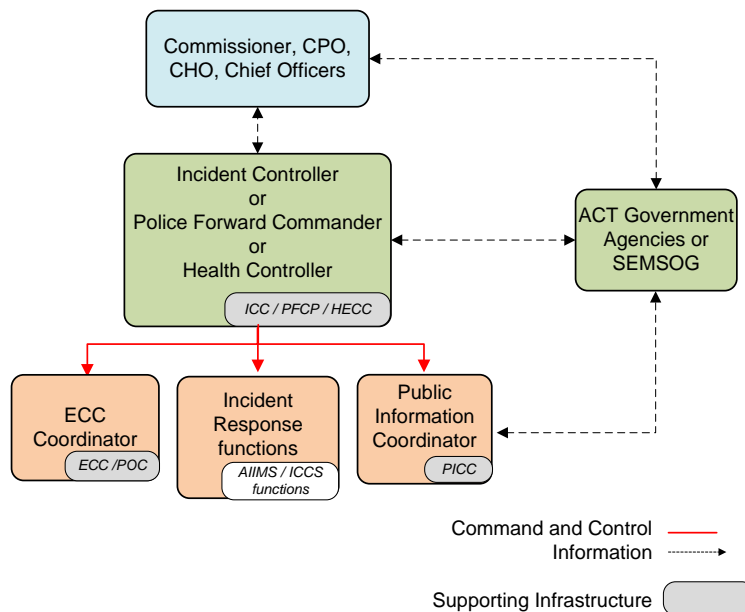 Commissioner, CPO,
CHO, Chief Officers
Incident Controller
or
Police Forward Commander
or
Health Controller
ICC / PFCP / HECC
ACT Government
Agencies or
SEMSOG
ECC
Coordinator
ECC /POC
Incident
Response
functions
AIIMS / ICCS
functions
Public
Information
Coordinator
PICC
Command and Control
Information
Supporting Infrastructure